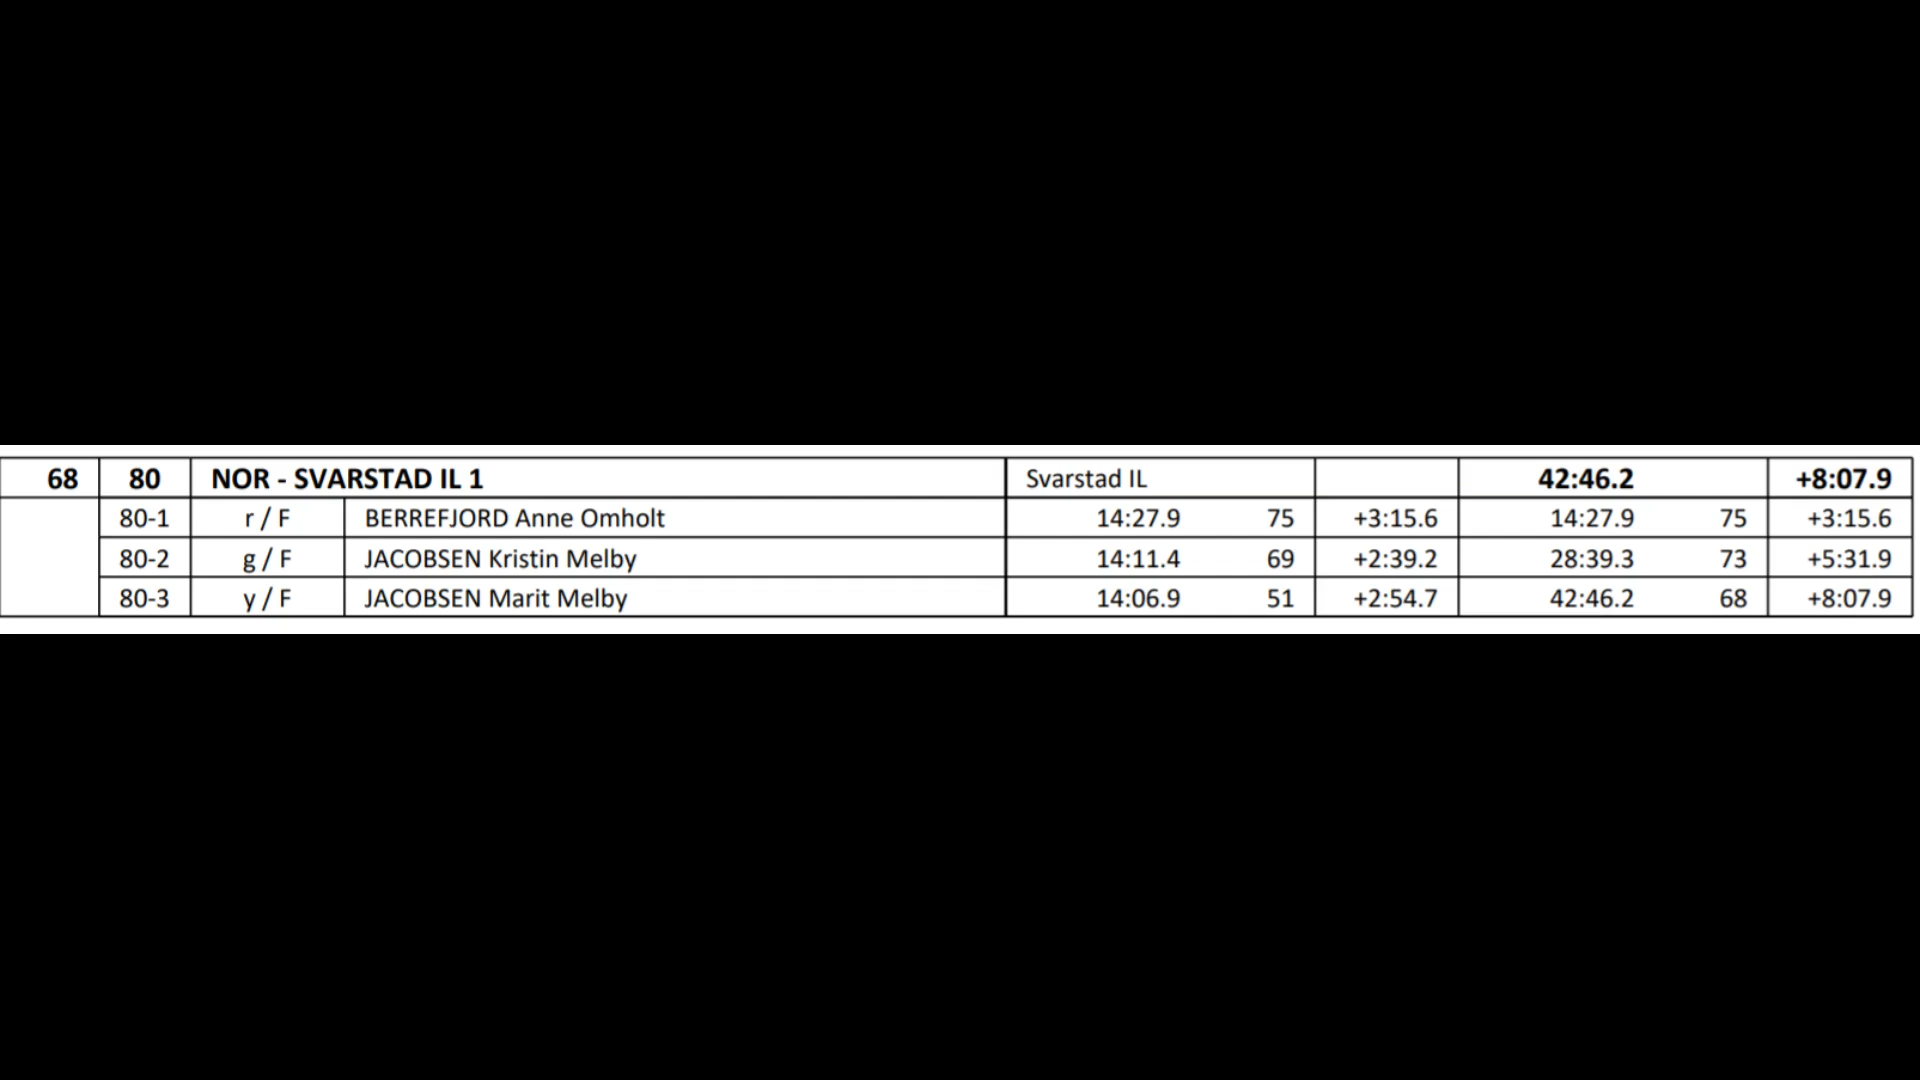 68 80 NOR - SVARSTAD IL 1 Svarstad IL 42:46.2 +8:07.9
80-1 r / F BERREFJORD Anne Omholt 14:27.9 75 +3:15.6 14:27.9 75 +3:15.6
80-2 g / F JACOBSEN Kristin Melby 14:11.4 69 +2:39.2 28:39.3 73 +5:31.9
80-3 y / F JACOBSEN Marit Melby 14:06.9 51 +2:54.7 42:46.2 68 +8:07.9